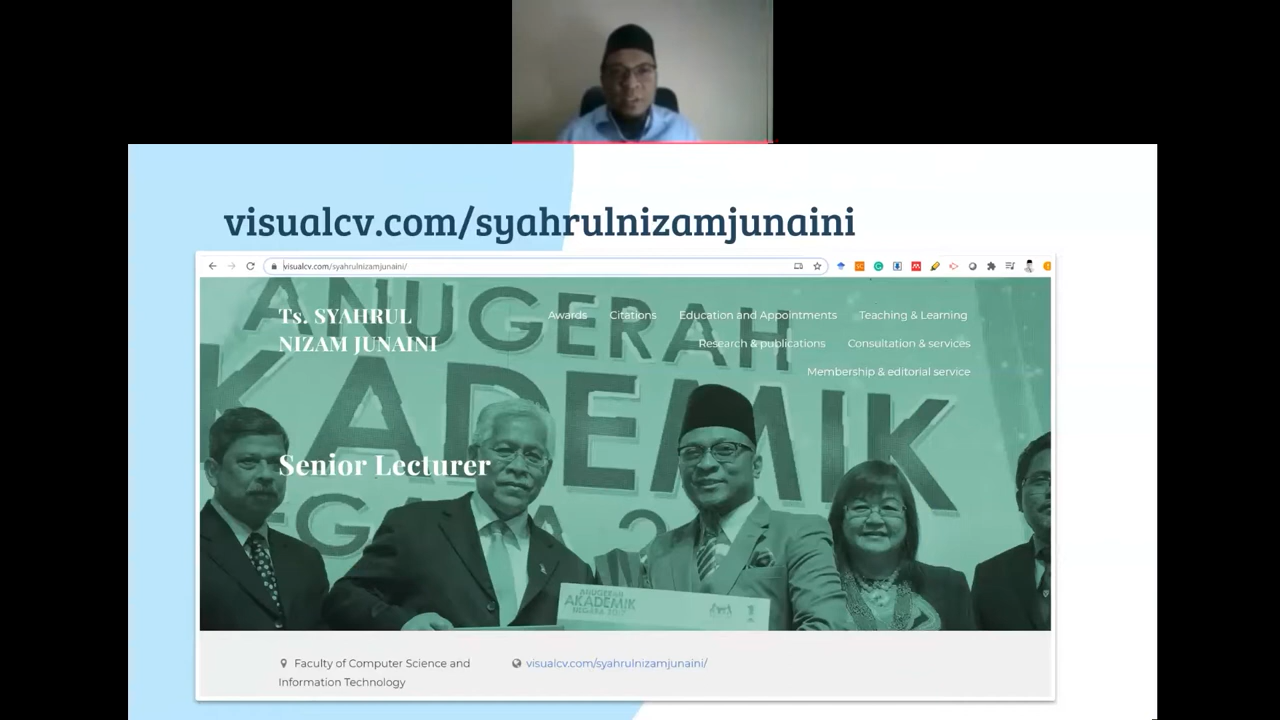 visualcv.com/syahrulnizamjunaini
visualcv.com/syahrulnizamjunaini/
Ts. SYAHRUL
NIZAM JUNAINI
Awards Citations Education and Appointments Teaching & Learning
Research & publications Consultation & services
Membership & editorial service
ANUGERAH
AKADEMIK
Senior Lecturer
ANUGERAH
AKADEMIK
Faculty of Computer Science and
Information Technology
visualcv.com/syahrulnizamjunaini/